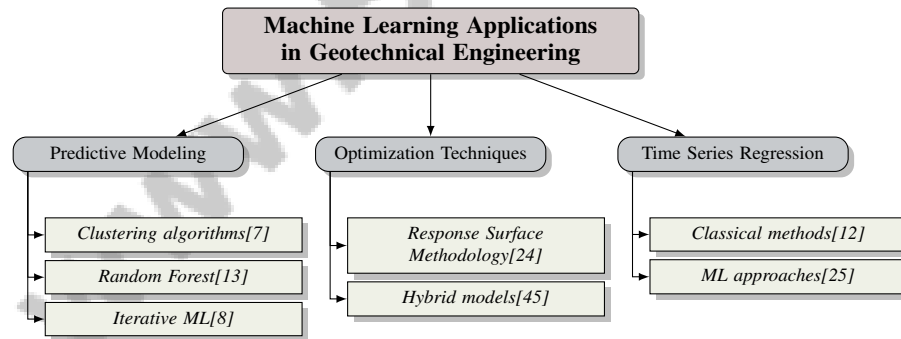 Machine Learning Applications
in Geotechnical Engineering
Predictive Modeling
Optimization Techniques
Time Series Regression
Clustering algorithms[7]
Random Forest[13]
Iterative ML[8]
Response Surface
Methodology[24]
Hybrid models[45]
Classical methods[12]
ML approaches[25]